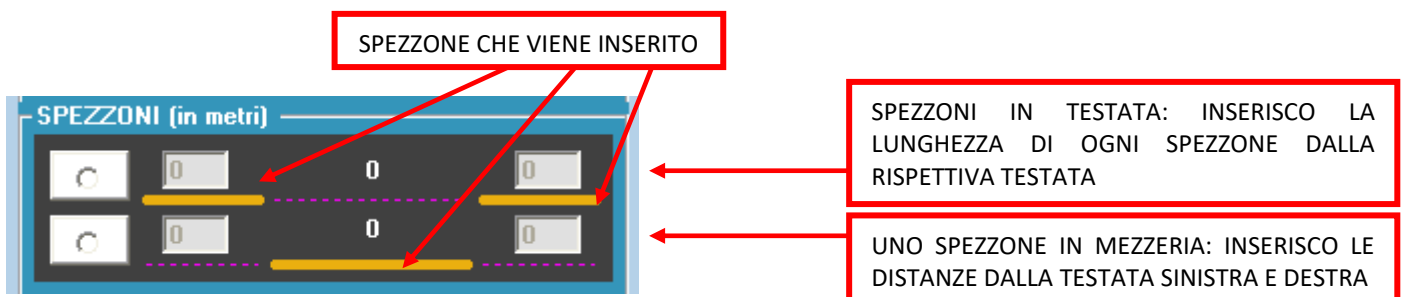 SPEZZONE CHE VIENE INSERITO
SPEZZONI (in metri)
0 0 0
0 0 0
SPEZZONI IN TESTATA: INSERISCO LA
LUNGHEZZA DI OGNI SPEZZONE DALLA
RISPETTIVA TESTATA
UNO SPEZZONE IN MEZZERIA: INSERISCO LE
DISTANZE DALLA TESTATA SINISTRA E DESTRA